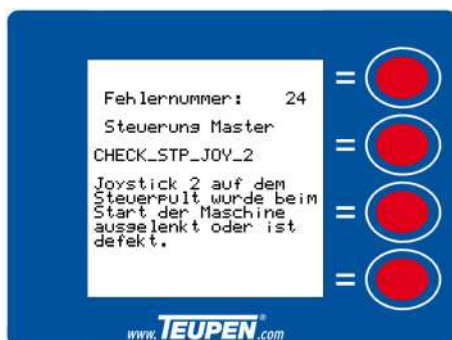 Fehlernummer: 24
Steuerung Master
CHECK_STP_JOY_2
Joystick 2 auf dem
Steuerpult wurde beim
Start der Maschine
ausgelenkt oder ist
defekt.
=
=
=
=
www.TEUPEN®.com